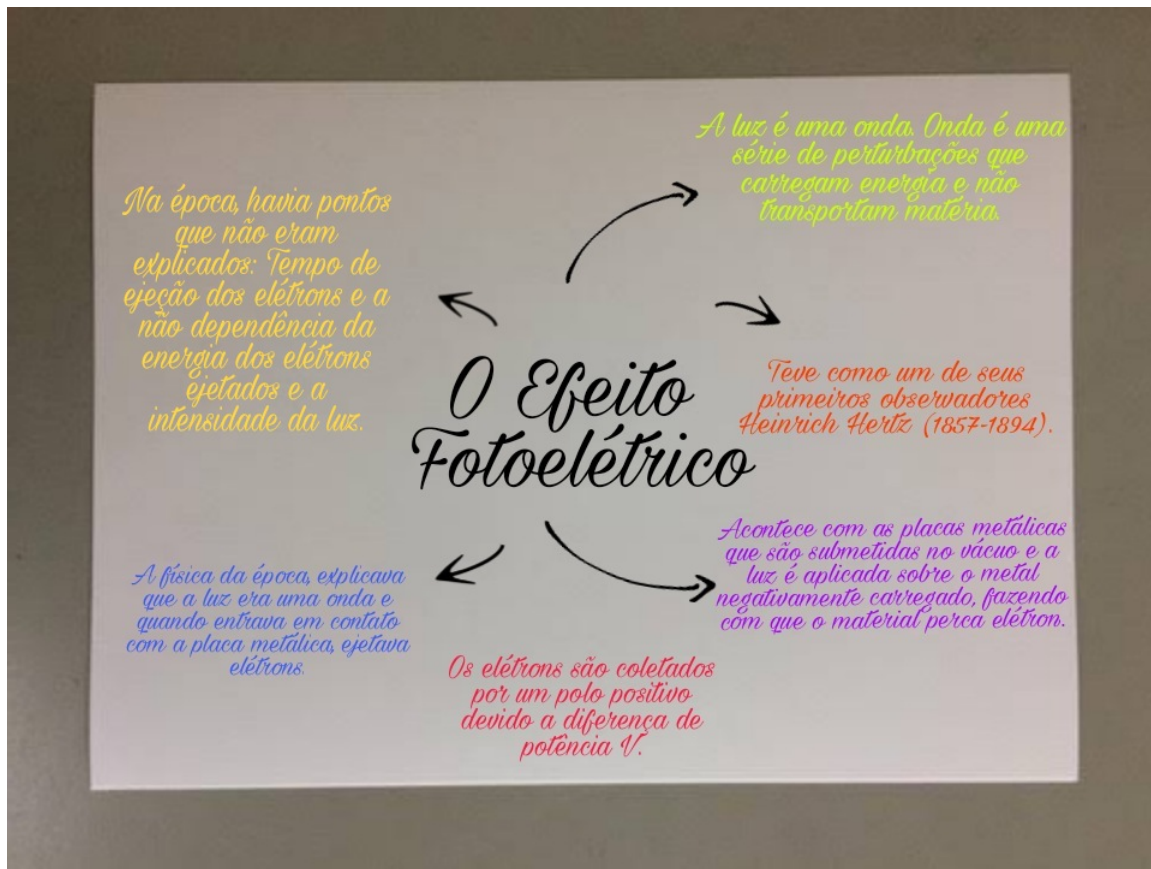 A luz é uma onda. Onda é uma
série de perturbações que
carregam energia e não
transportam matéria.
Na época, havia pontos
que não eram
explicados: Tempo de
ejeção dos elétrons e a
não dependência da
energia dos elétrons
ejetados e a
intensidade da luz.
O Efeito
Fotoelétrico
Teve como um de seus
primeiros observadores
Heinrich Hertz (1857-1894).
Acontece com as placas metálicas
que são submetidas no vácuo e a
luz é aplicada sobre o metal
negativamente carregado, fazendo
com que o material perca elétron.
A física da época, explicava
que a luz era uma onda e
quando entrava em contato
com a placa metálica, ejetava
elétrons.
Os elétrons são coletados
por um polo positivo
devido a diferença de
potência V.